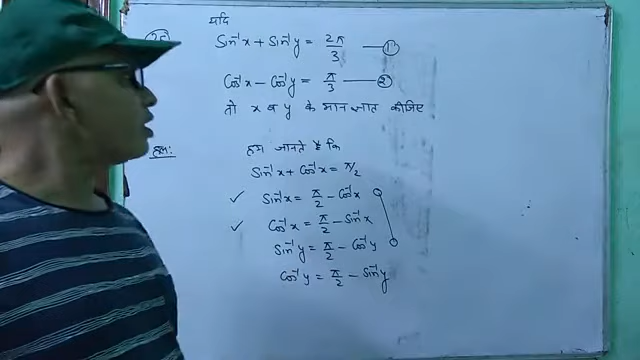 यदि
Sin⁻¹x + Sin⁻¹y = 2π/3 — ①
Cos⁻¹x − Cos⁻¹y = π/3 — ②
तो x व y के मान ज्ञात कीजिए
हल:
हम जानते हैं कि
Sin⁻¹x + Cos⁻¹x = π/2
✓ Sin⁻¹x = π/2 − Cos⁻¹x
✓ Cos⁻¹x = π/2 − Sin⁻¹x
Sin⁻¹y = π/2 − Cos⁻¹y
Cos⁻¹y = π/2 − Sin⁻¹y